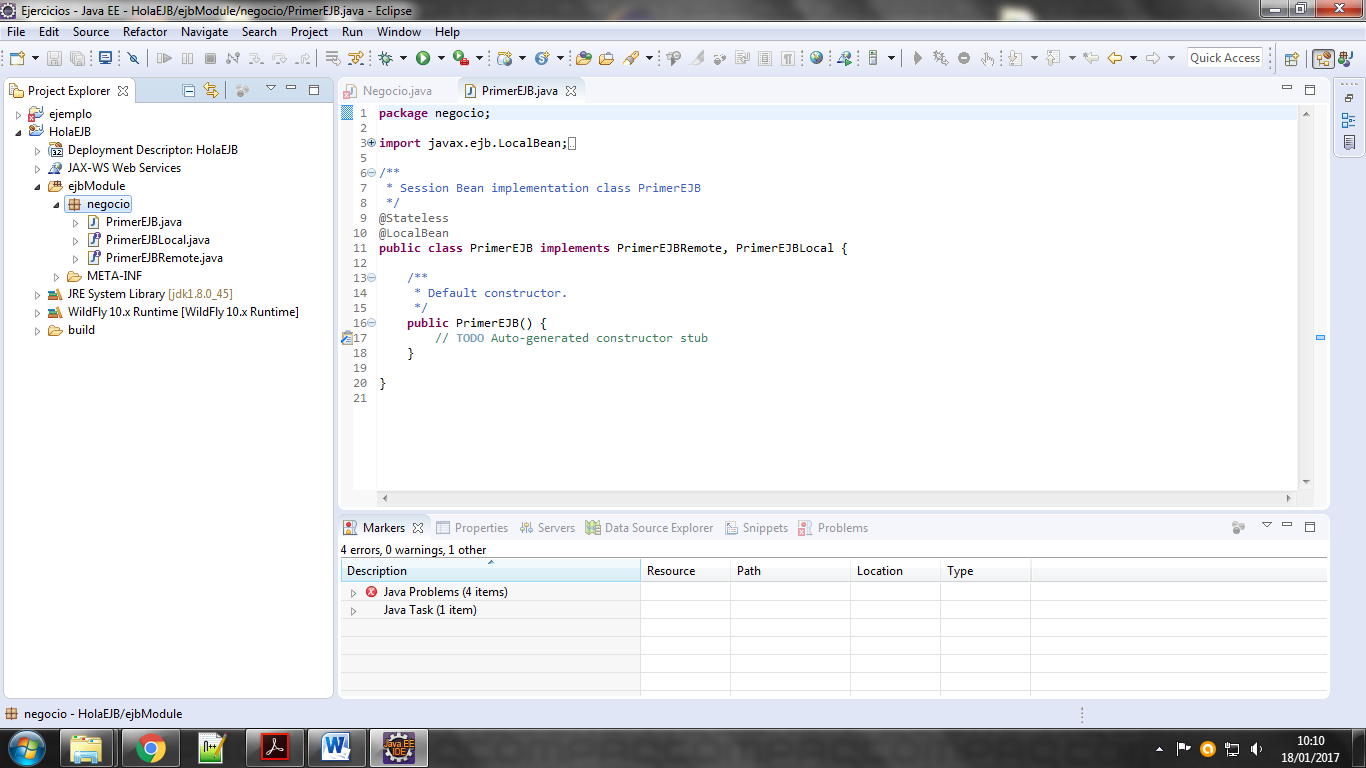 Ejercicios - Java EE - HolaEJB/ejbModule/negocio/PrimerEJB.java - Eclipse
File Edit Source Refactor Navigate Search Project Run Window Help
Quick Access
Project Explorer
ejemplo
HolaEJB
Deployment Descriptor: HolaEJB
JAX-WS Web Services
ejbModule
negocio
PrimerEJB.java
PrimerEJBLocal.java
PrimerEJBRemote.java
META-INF
JRE System Library [jdk1.8.0_45]
WildFly 10.x Runtime [WildFly 10.x Runtime]
build
Negocio.java PrimerEJB.java
1 package negocio;
2
3 import javax.ejb.LocalBean;
5
6 /**
7 * Session Bean implementation class PrimerEJB
8 */
9 @Stateless
10 @LocalBean
11 public class PrimerEJB implements PrimerEJBRemote, PrimerEJBLocal {
12
13 /**
14 * Default constructor.
15 */
16 public PrimerEJB() {
17 // TODO Auto-generated constructor stub
18 }
19
20 }
21
Markers Properties Servers Data Source Explorer Snippets Problems
4 errors, 0 warnings, 1 other
Description Resource Path Location Type
Java Problems (4 items)
Java Task (1 item)
negocio - HolaEJB/ejbModule
10:10
18/01/2017